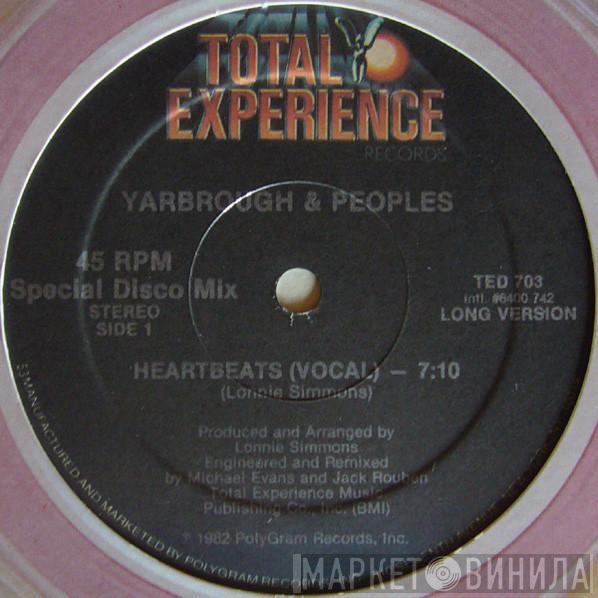 TOTAL
EXPERIENCE
RECORDS
YARBROUGH & PEOPLES
45 RPM
Special Disco Mix
STEREO
SIDE 1
TED 703
intl. #6400 742
LONG VERSION
HEARTBEATS (VOCAL) — 7:10
(Lonnie Simmons)
Produced and Arranged by
Lonnie Simmons
Engineered and Remixed
by Michael Evans and Jack Rouben
Total Experience Music
Publishing Co., Inc. (BMI)
℗ 1982 PolyGram Records, Inc.
MANUFACTURED AND MARKETED BY POLYGRAM RECORDS
МАРКЕТ ВИНИЛА